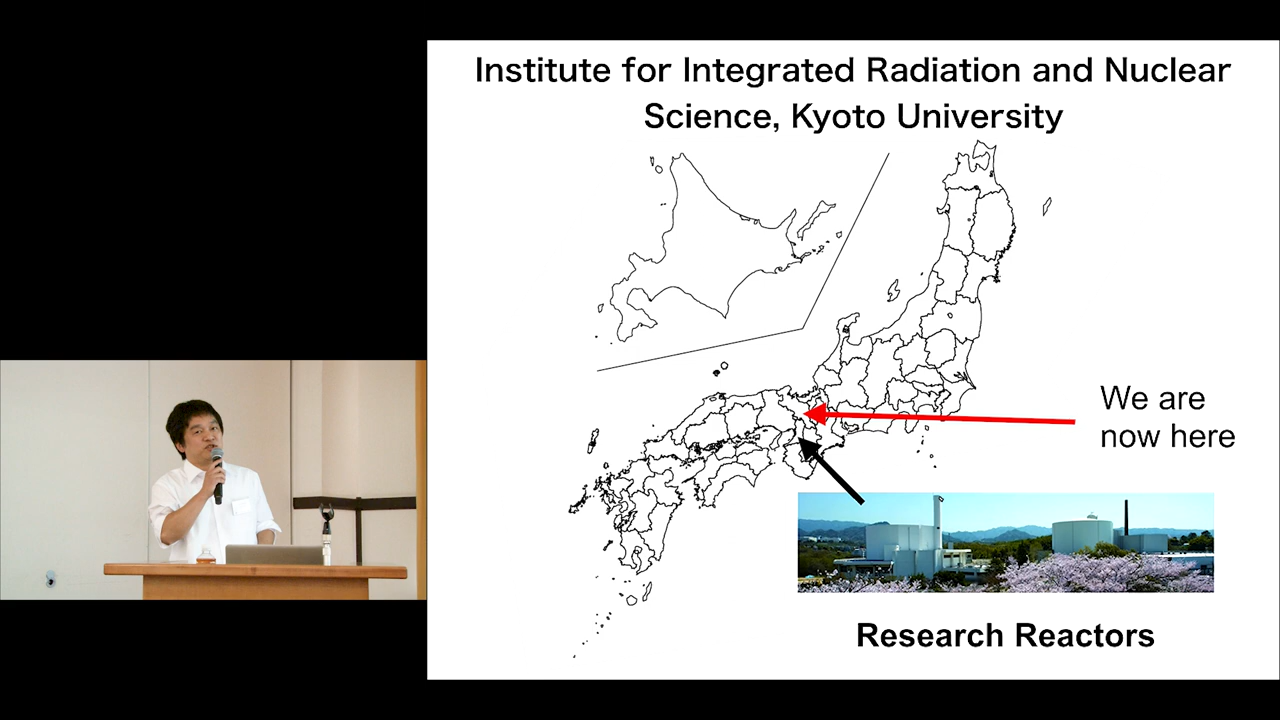 Institute for Integrated Radiation and Nuclear
Science, Kyoto University
We are
now here
Research Reactors